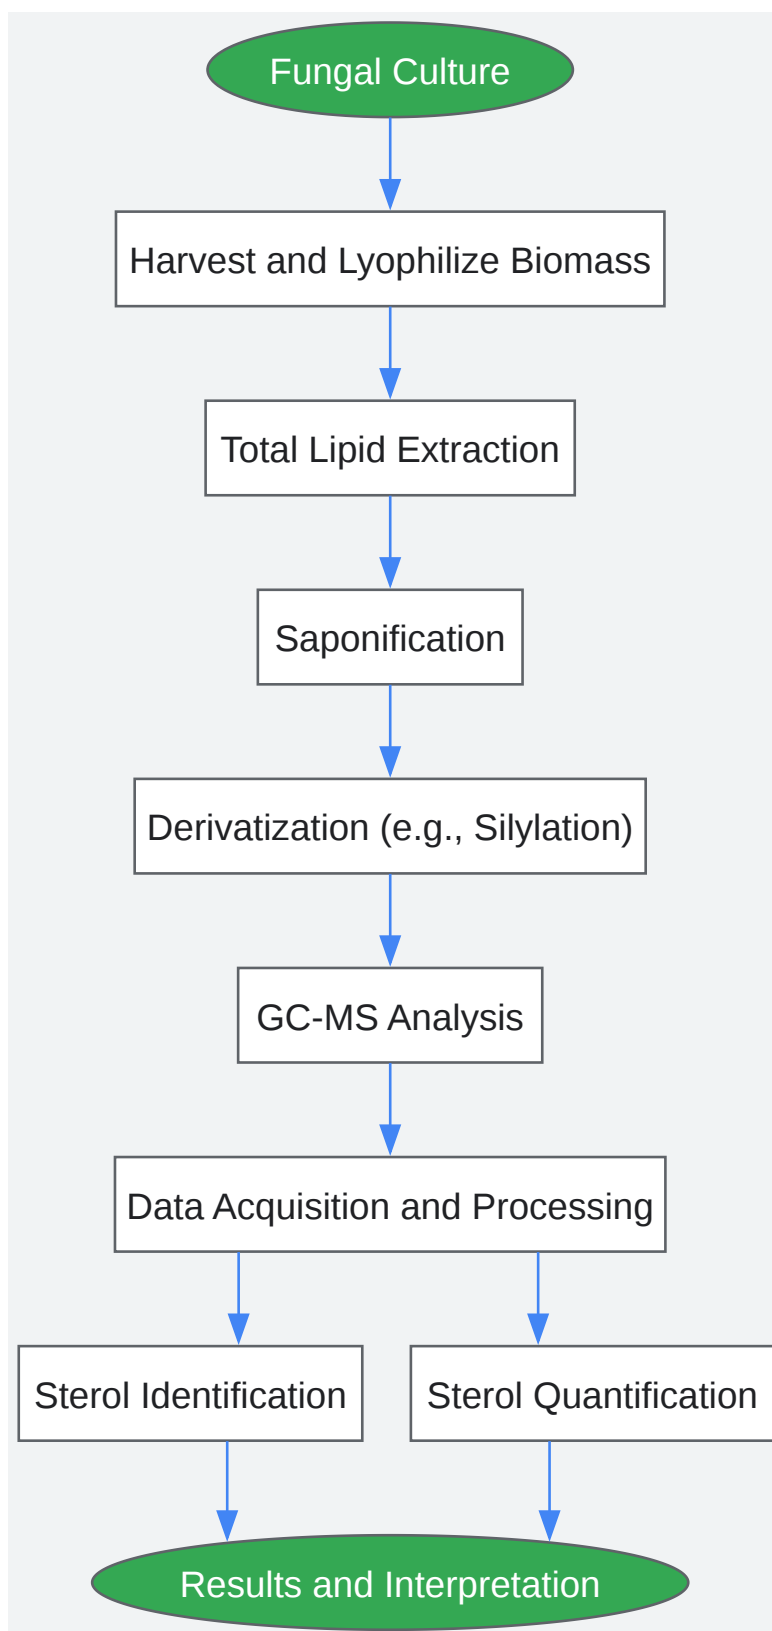 Fungal Culture
Harvest and Lyophilize Biomass
Total Lipid Extraction
Saponification
Derivatization (e.g., Silylation)
GC-MS Analysis
Data Acquisition and Processing
Sterol Identification
Sterol Quantification
Results and Interpretation